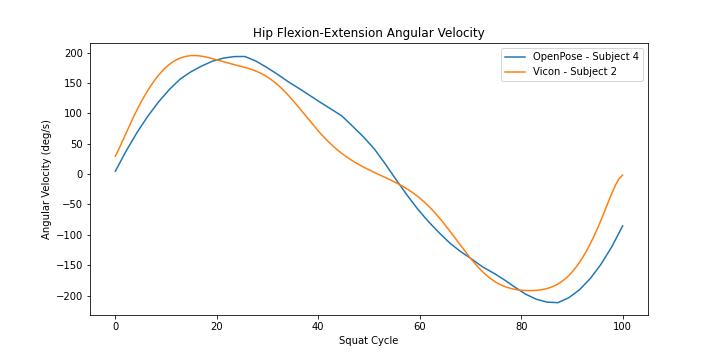 Hip Flexion-Extension Angular Velocity
OpenPose - Subject 4
Vicon - Subject 2
Angular Velocity (deg/s)
200
150
100
50
0
−50
−100
−150
−200
0 20 40 60 80 100
Squat Cycle